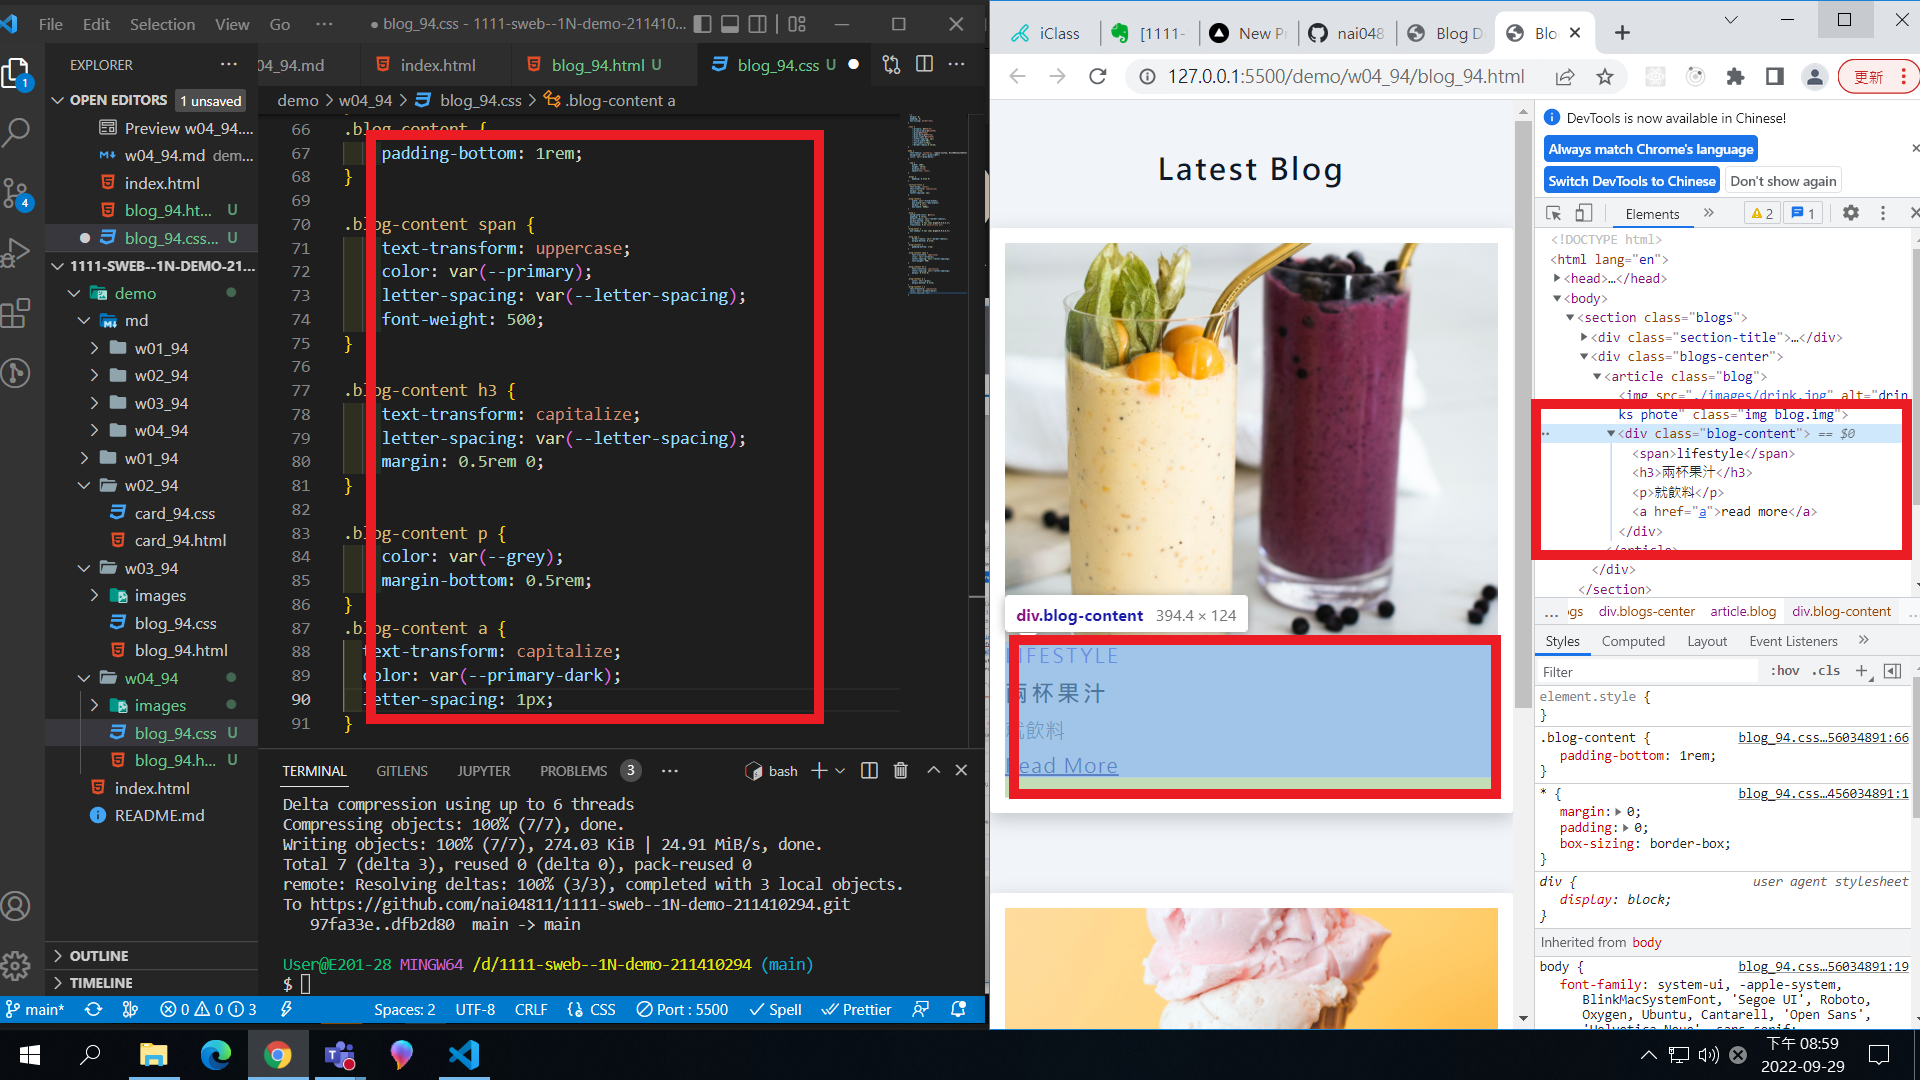 File Edit Selection View Go ··· ● blog_94.css - 1111-sweb--1N-demo-211410...
EXPLORER ···
OPEN EDITORS 1 unsaved
Preview w04_94....
w04_94.md dem...
index.html
blog_94.ht... U
● blog_94.css... U
1111-SWEB--1N-DEMO-21...
demo
md
w01_94
w02_94
w03_94
w04_94
w01_94
w02_94
card_94.css
card_94.html
w03_94
images
blog_94.css
blog_94.html
w04_94
images
blog_94.css U
blog_94.h... U
index.html
README.md
OUTLINE
TIMELINE
04_94.md index.html blog_94.html U blog_94.css U ●
demo > w04_94 > blog_94.css > .blog-content a
66 .blog-content {
67 padding-bottom: 1rem;
68 }
69
70 .blog-content span {
71 text-transform: uppercase;
72 color: var(--primary);
73 letter-spacing: var(--letter-spacing);
74 font-weight: 500;
75 }
76
77 .blog-content h3 {
78 text-transform: capitalize;
79 letter-spacing: var(--letter-spacing);
80 margin: 0.5rem 0;
81 }
82
83 .blog-content p {
84 color: var(--grey);
85 margin-bottom: 0.5rem;
86 }
87 .blog-content a {
88 text-transform: capitalize;
89 color: var(--primary-dark);
90 letter-spacing: 1px;
91 }
TERMINAL GITLENS JUPYTER PROBLEMS 3 ··· bash
Delta compression using up to 6 threads
Compressing objects: 100% (7/7), done.
Writing objects: 100% (7/7), 274.03 KiB | 24.91 MiB/s, done.
Total 7 (delta 3), reused 0 (delta 0), pack-reused 0
remote: Resolving deltas: 100% (3/3), completed with 3 local objects.
To https://github.com/nai04811/1111-sweb--1N-demo-211410294.git
97fa33e..dfb2d80 main -> main
User@E201-28 MINGW64 /d/1111-sweb--1N-demo-211410294 (main)
$
main* 0 0 3 Spaces: 2 UTF-8 CRLF CSS Port : 5500 Spell Prettier
iClass [1111- New P nai048 Blog D Blo
127.0.0.1:5500/demo/w04_94/blog_94.html 更新
Latest Blog
div.blog-content 394.4 × 124
LIFESTYLE
兩杯果汁
就飲料
Read More
DevTools is now available in Chinese!
Always match Chrome's language
Switch DevTools to Chinese Don't show again
Elements » 2 1
<!DOCTYPE html>
<html lang="en">
<head>…</head>
<body>
<section class="blogs">
<div class="section-title">…</div>
<div class="blogs-center">
<article class="blog">
<img src="./images/drink.jpg" alt="drin
ks phote" class="img blog.img">
<div class="blog-content"> == $0
<span>lifestyle</span>
<h3>兩杯果汁</h3>
<p>就飲料</p>
<a href="a">read more</a>
</div>
</article>
</div>
</section>
... ogs div.blogs-center article.blog div.blog-content ...
Styles Computed Layout Event Listeners »
Filter :hov .cls +
element.style {
}
.blog-content { blog_94.css…56034891:66
padding-bottom: 1rem;
}
* { blog_94.css…456034891:1
margin: 0;
padding: 0;
box-sizing: border-box;
}
div { user agent stylesheet
display: block;
}
Inherited from body
body { blog_94.css…56034891:19
font-family: system-ui, -apple-system,
BlinkMacSystemFont, 'Segoe UI', Roboto,
Oxygen, Ubuntu, Cantarell, 'Open Sans',
'Helvetica Neue', sans-serif;
下午 08:59
2022-09-29